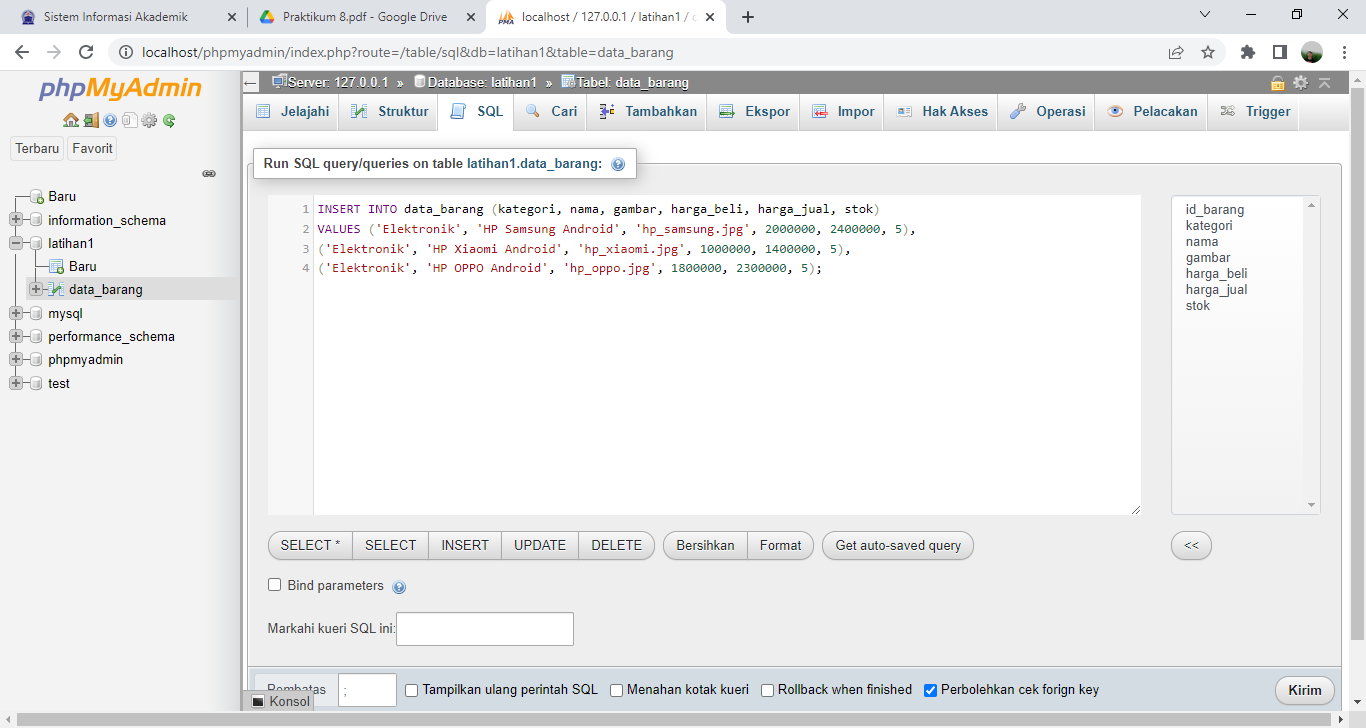 Sistem Informasi Akademik
Praktikum 8.pdf - Google Drive
localhost / 127.0.0.1 / latihan1 /
localhost/phpmyadmin/index.php?route=/table/sql&db=latihan1&table=data_barang
phpMyAdmin
Terbaru Favorit
Baru
information_schema
latihan1
Baru
data_barang
mysql
performance_schema
phpmyadmin
test
Server: 127.0.0.1 » Database: latihan1 » Tabel: data_barang
Jelajahi Struktur SQL Cari Tambahkan Ekspor Impor Hak Akses Operasi Pelacakan Trigger
Run SQL query/queries on table latihan1.data_barang:
1 INSERT INTO data_barang (kategori, nama, gambar, harga_beli, harga_jual, stok)
2 VALUES ('Elektronik', 'HP Samsung Android', 'hp_samsung.jpg', 2000000, 2400000, 5),
3 ('Elektronik', 'HP Xiaomi Android', 'hp_xiaomi.jpg', 1000000, 1400000, 5),
4 ('Elektronik', 'HP OPPO Android', 'hp_oppo.jpg', 1800000, 2300000, 5);
id_barang
kategori
nama
gambar
harga_beli
harga_jual
stok
SELECT * SELECT INSERT UPDATE DELETE Bersihkan Format Get auto-saved query <<
Bind parameters
Markahi kueri SQL ini:
Pembatas ; Tampilkan ulang perintah SQL Menahan kotak kueri Rollback when finished Perbolehkan cek forign key Kirim
Konsol